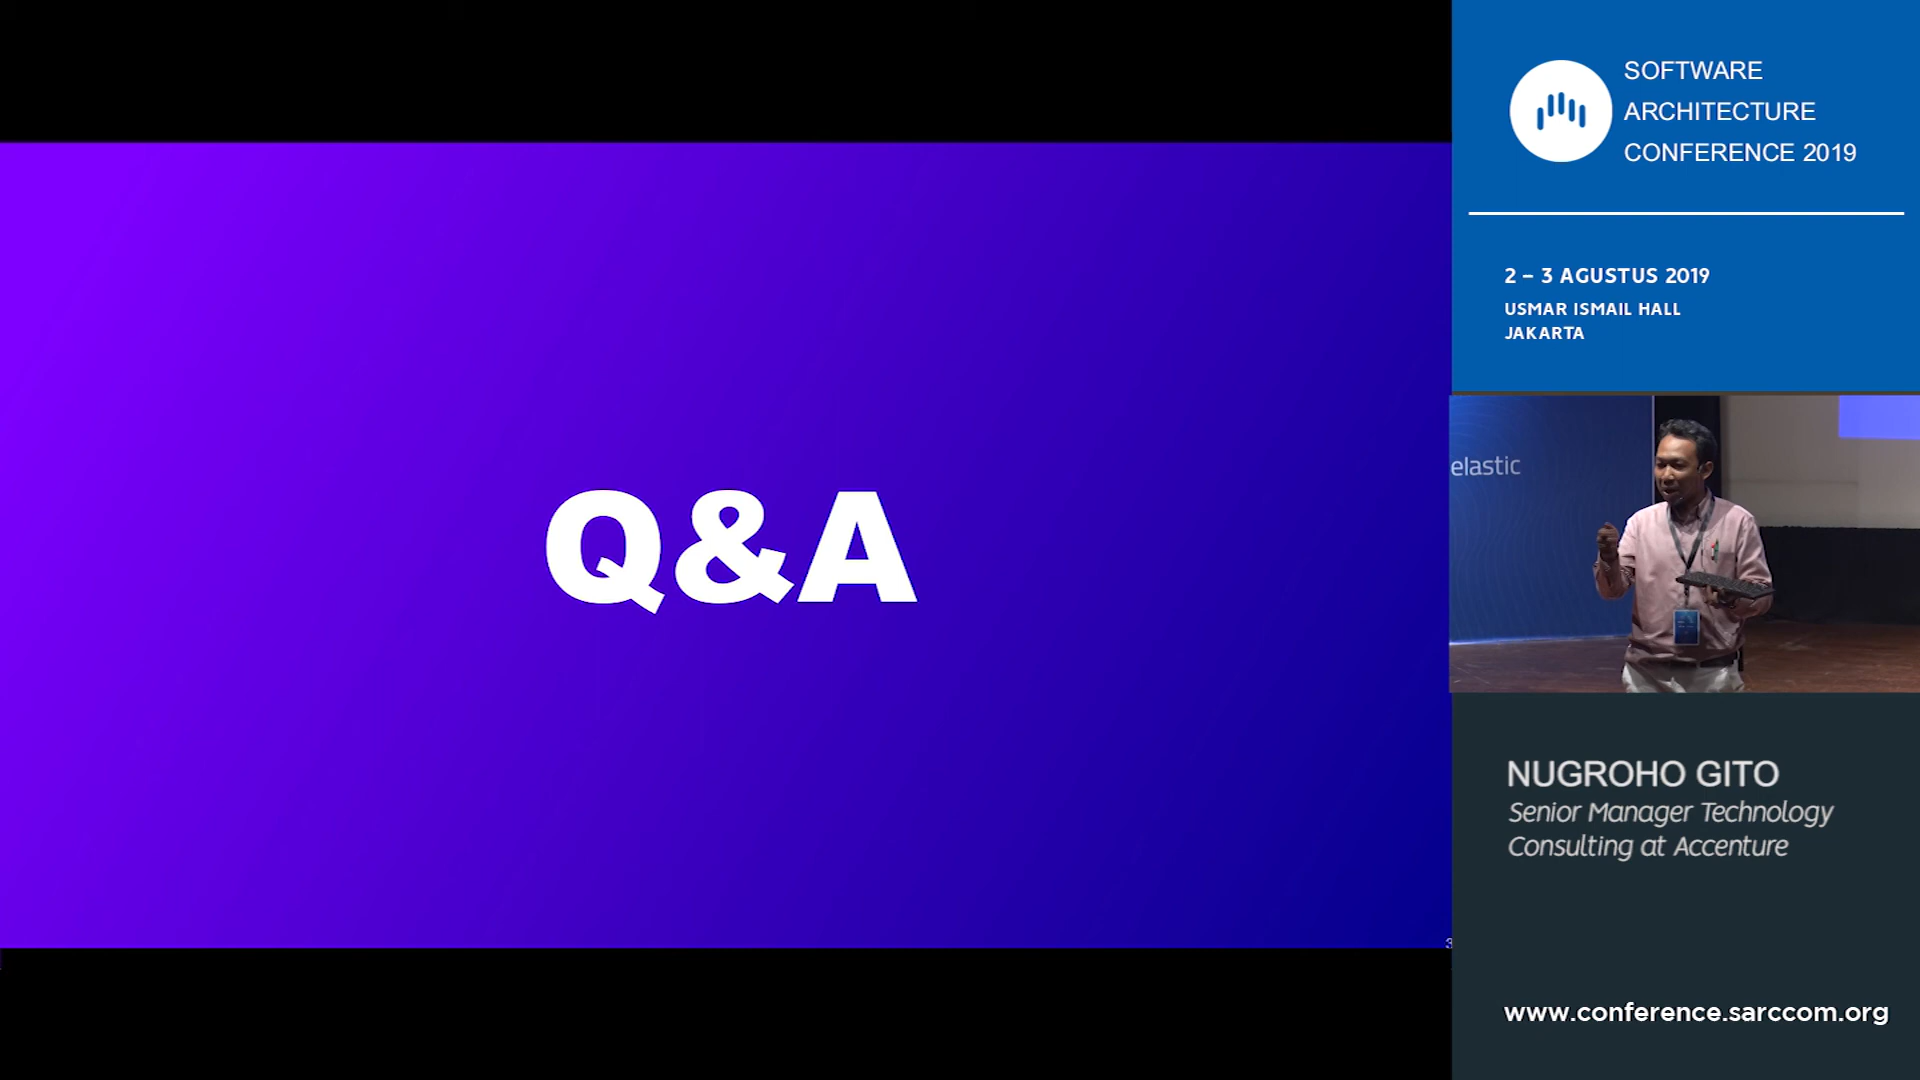 Q&A
SOFTWARE
ARCHITECTURE
CONFERENCE 2019
2 – 3 AGUSTUS 2019
USMAR ISMAIL HALL
JAKARTA
elastic
NUGROHO GITO
Senior Manager Technology
Consulting at Accenture
www.conference.sarccom.org